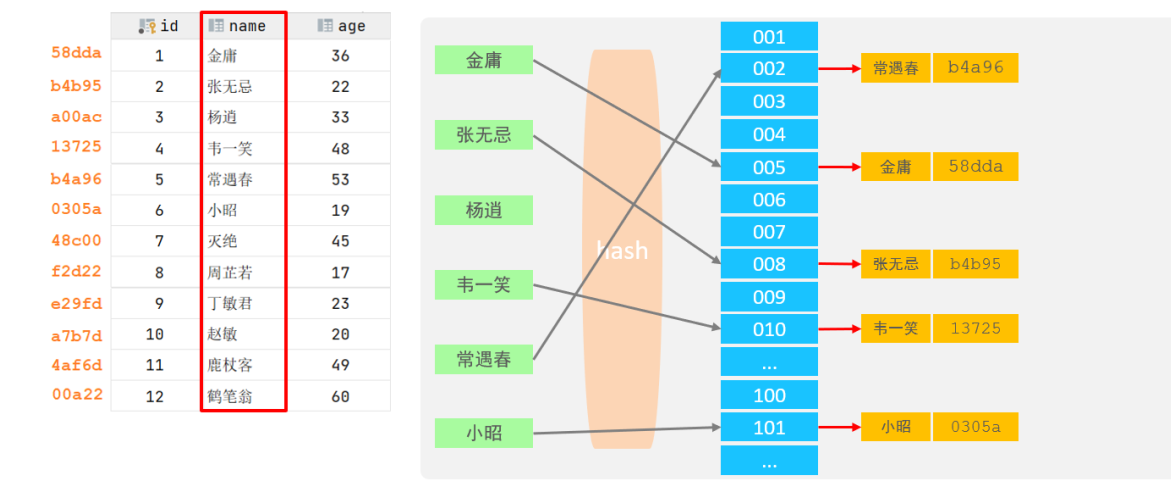 id name age
58dda 1 金庸 36
b4b95 2 张无忌 22
a00ac 3 杨逍 33
13725 4 韦一笑 48
b4a96 5 常遇春 53
0305a 6 小昭 19
48c00 7 灭绝 45
f2d22 8 周芷若 17
e29fd 9 丁敏君 23
a7b7d 10 赵敏 20
4af6d 11 鹿杖客 49
00a22 12 鹤笔翁 60
金庸
张无忌
杨逍
韦一笑
常遇春
小昭
hash
001
002 常遇春 b4a96
003
004
005 金庸 58dda
006
007
008 张无忌 b4b95
009
010 韦一笑 13725
...
100
101 小昭 0305a
...